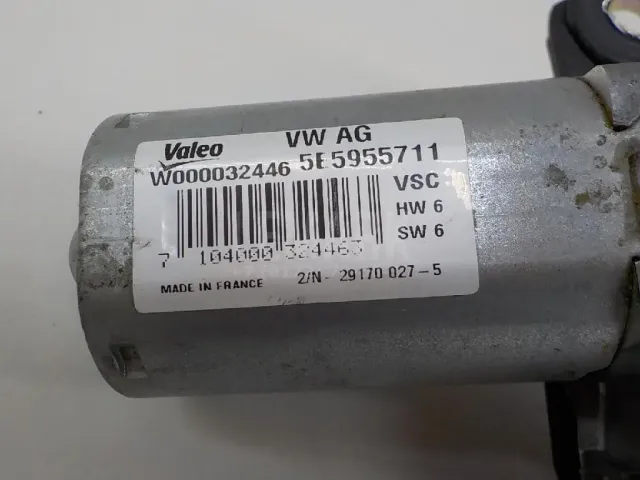 Valeo VW AG
W000032446 5E5955711
VSC
HW 6
SW 6
7 104000 324463
2/N- 29170 027-5
MADE IN FRANCE